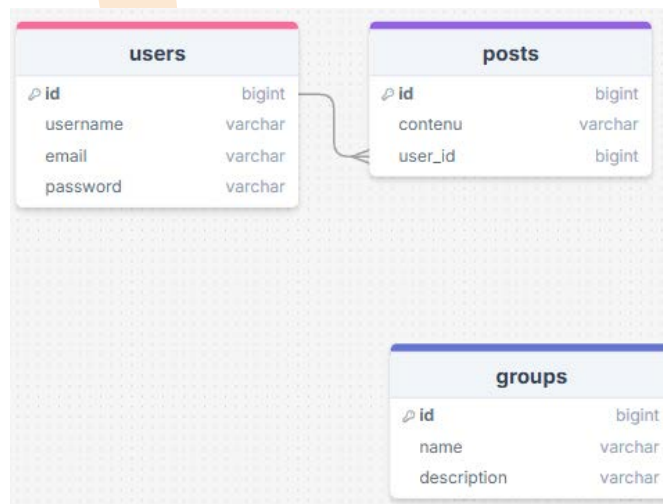 users
id bigint
username varchar
email varchar
password varchar
posts
id bigint
contenu varchar
user_id bigint
groups
id bigint
name varchar
description varchar